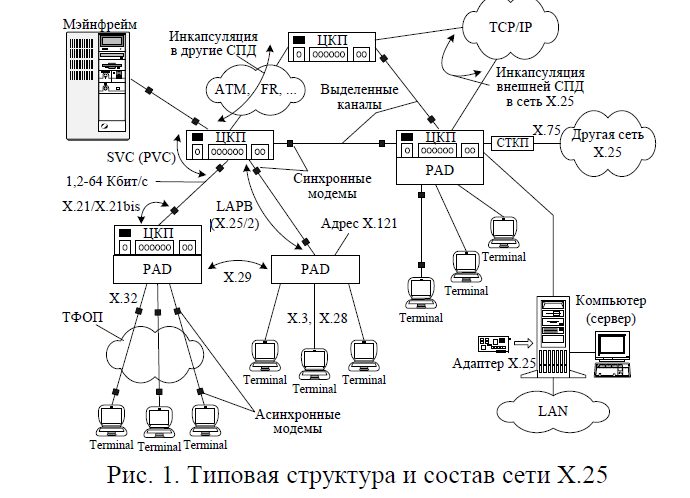 Мэйнфрейм
Инкапсуляция
в другие СПД
ЦКП
TCP/IP
ATM, FR, ...
Выделенные
каналы
Инкапсуляция
внешней СПД
в сеть X.25
ЦКП
ЦКП
PAD
X.75
СТКП
Другая сеть
X.25
SVC (PVC)
1,2-64 Кбит/с
Синхронные
модемы
X.21/X.21bis
LAPB
(X.25/2)
Адрес X.121
ЦКП
PAD
X.29
PAD
Terminal
Terminal
Terminal
X.32
ТФОП
X.3, X.28
Компьютер
(сервер)
Адаптер X.25
Terminal
Terminal
Terminal
LAN
Асинхронные
модемы
Terminal
Terminal
Terminal
Рис. 1. Типовая структура и состав сети X.25